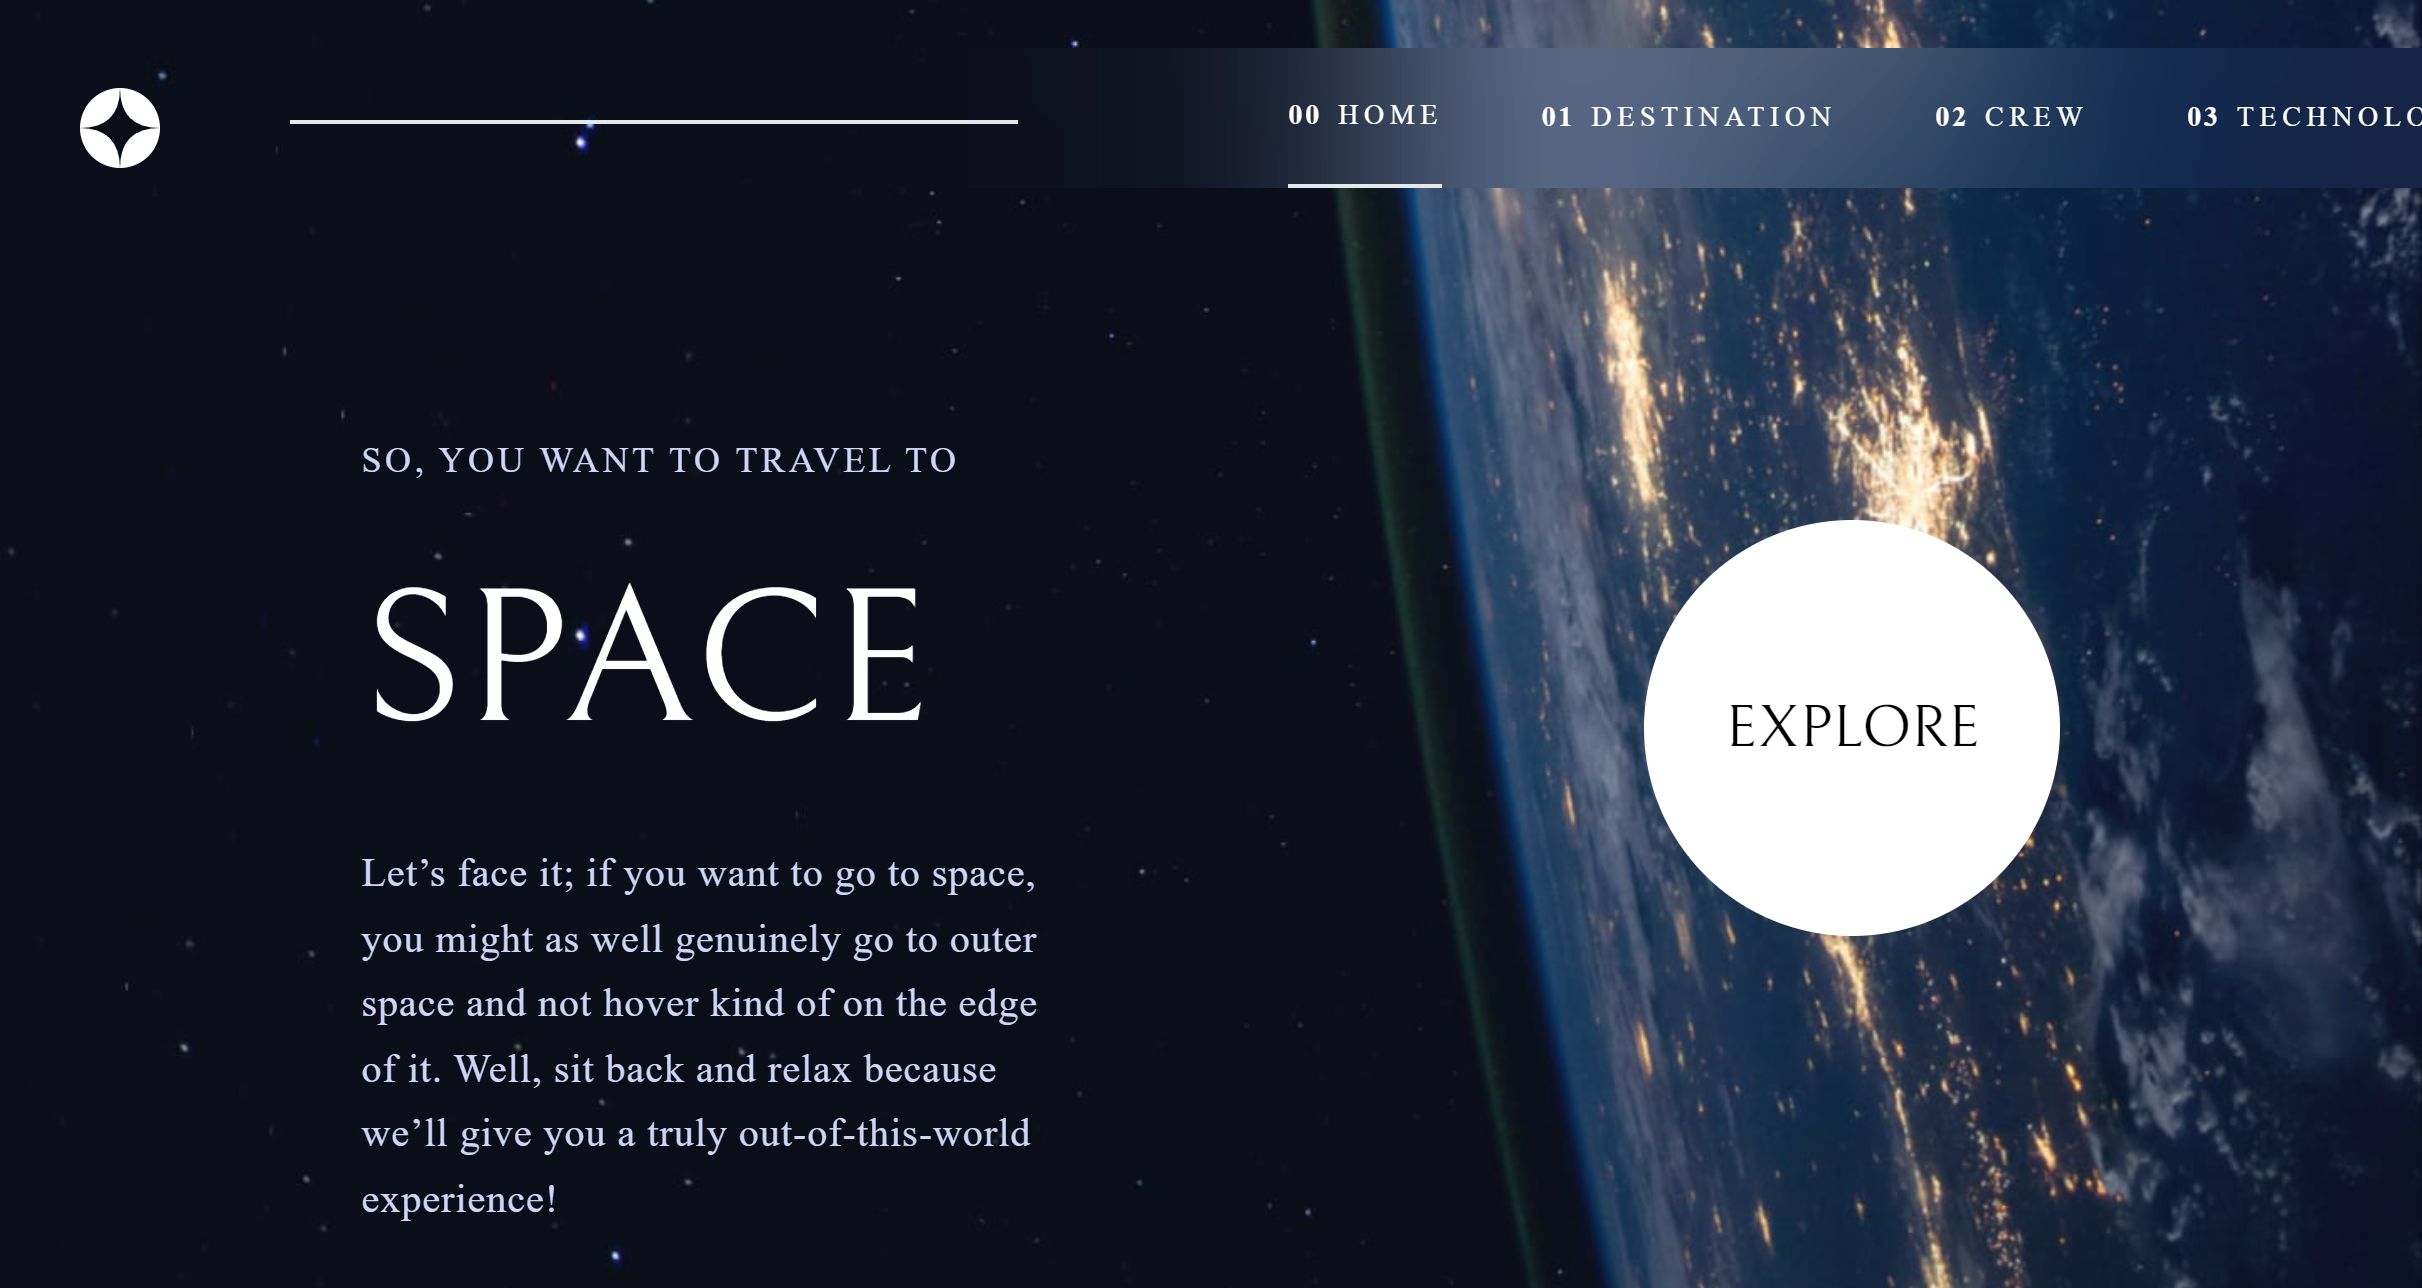 00 HOME 01 DESTINATION 02 CREW 03 TECHNOLO
SO, YOU WANT TO TRAVEL TO
SPACE
EXPLORE
Let’s face it; if you want to go to space,
you might as well genuinely go to outer
space and not hover kind of on the edge
of it. Well, sit back and relax because
we’ll give you a truly out-of-this-world
experience!